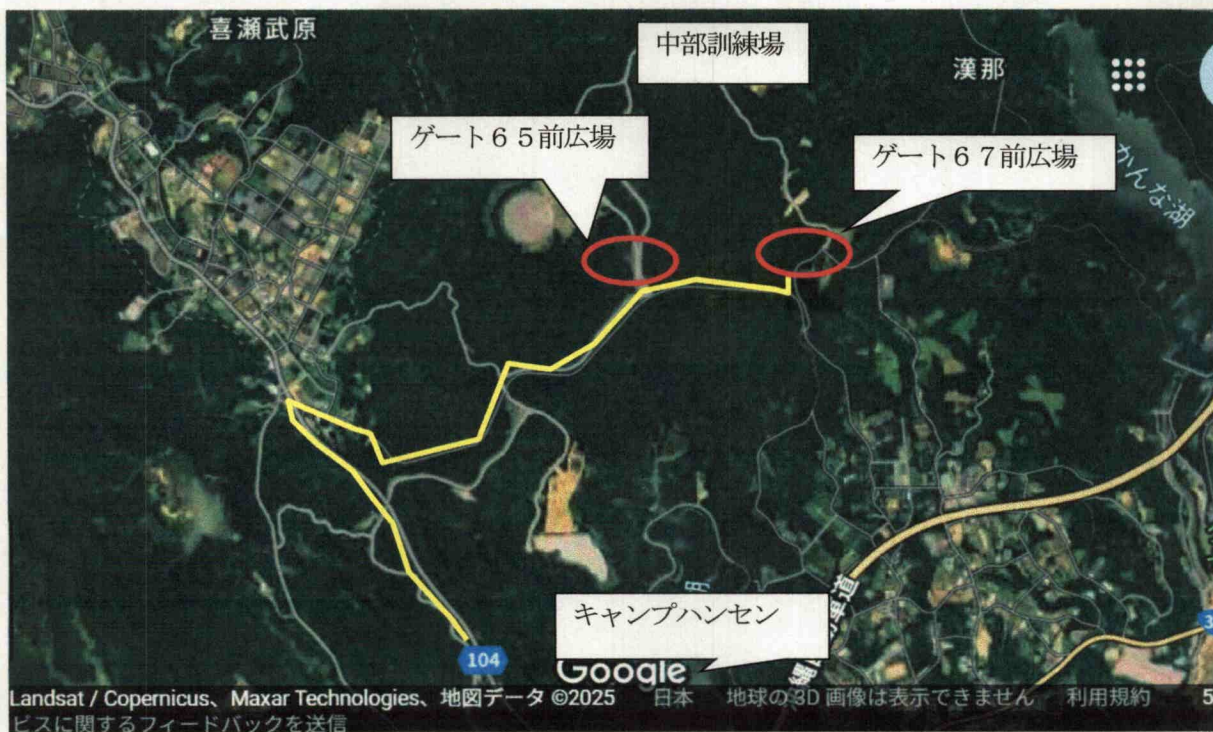 喜瀬武原
中部訓練場
漢那
ゲート６５前広場
ゲート６７前広場
かんな湖
キャンプハンセン
104
Google
Landsat / Copernicus、Maxar Technologies、地図データ ©2025 日本 地球の 3D 画像は表示できません 利用規約 5
ビスに関するフィードバックを送信